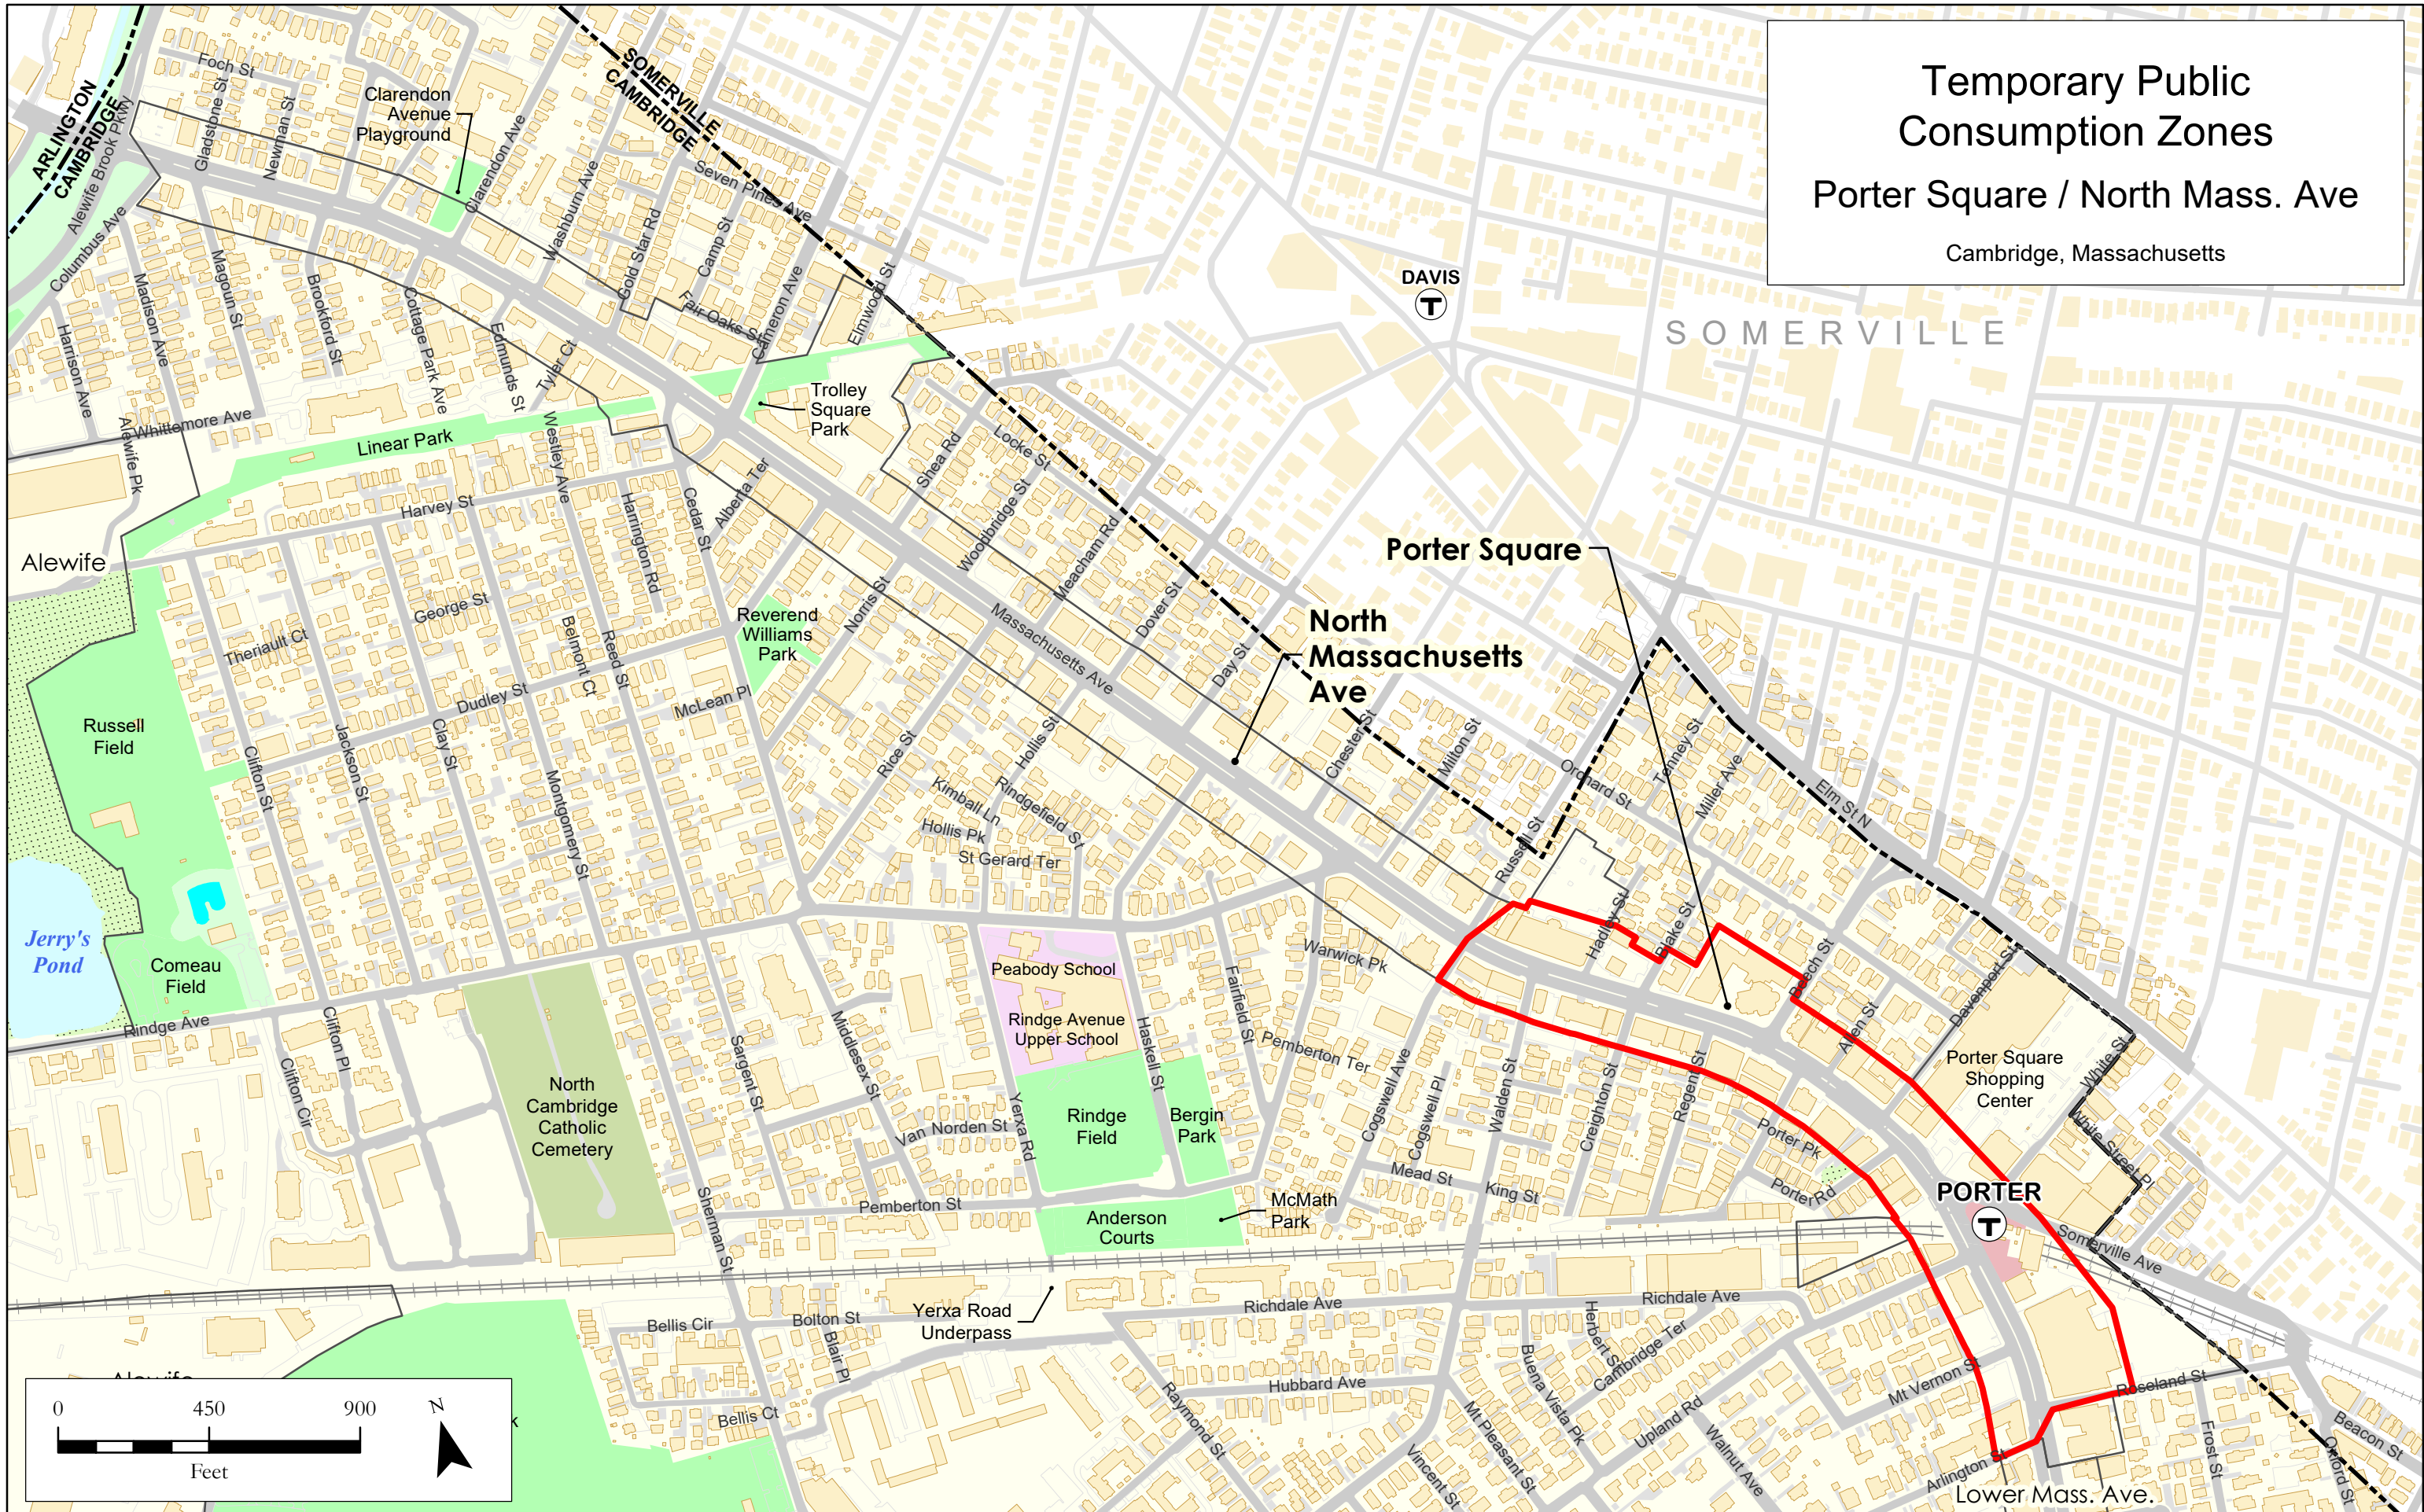 Temporary Public
Consumption Zones
Porter Square / North Mass. Ave
Cambridge, Massachusetts
SOMERVILLE
CAMBRIDGE
ARLINGTON
CAMBRIDGE
Alewife Brook Pkwy
Columbus Ave
Foch St
Gladstone St
Newman St
Clarendon
Avenue
Playground
Clarendon Ave
Washburn Ave
Gold Star Rd
Camp St
Seven Pines Ave
Fair Oaks St
Cameron Ave
Elmwood St
DAVIS
T
SOMERVILLE
Harrison Ave
Madison Ave
Magoun St
Brookford St
Cottage Park Ave
Edmunds St
Tyler Ct
Whittemore Ave
Alewife Pk
Linear Park
Westley Ave
Trolley
Square
Park
Shea Rd
Locke St
Woodbridge St
Meacham Rd
Dover St
Day St
Massachusetts Ave
Alewife
Harvey St
Harrington Rd
Cedar St
Alberta Ter
George St
Theriault Ct
Belmont Ct
Reed St
Dudley St
McLean Pl
Reverend
Williams
Park
Norris St
Rice St
Hollis St
Kimball Ln
Rindgefield St
Hollis Pk
St Gerard Ter
Porter Square
North
Massachusetts
Ave
Chester St
Milton St
Russell St
Orchard St
Tenney St
Miller Ave
Elm St N
Russell
Field
Clifton St
Jackson St
Clay St
Montgomery St
Jerry's
Pond
Comeau
Field
Rindge Ave
Clifton Pl
Clifton Cir
North
Cambridge
Catholic
Cemetery
Sargent St
Middlesex St
Van Norden St
Pemberton St
Sherman St
Peabody School
Rindge Avenue
Upper School
Rindge
Field
Bergin
Park
Yerxa Rd
Haskell St
Fairfield St
Pemberton Ter
Warwick Pk
Anderson
Courts
McMath
Park
Cogswell Ave
Cogswell Pl
Walden St
Mead St
King St
Creighton St
Regent St
Hadley St
Blake St
Beech St
Allen St
Davenport St
Porter Square
Shopping
Center
White St
White Street Pl
Porter Pk
Porter Rd
PORTER
T
Somerville Ave
Yerxa Road
Underpass
Bellis Cir
Bolton St
Blair Pl
Bellis Ct
Richdale Ave
Richdale Ave
Hubbard Ave
Raymond St
Herbert St
Cambridge Ter
Buena Vista Pk
Mt Pleasant St
Vincent St
Upland Rd
Walnut Ave
Mt Vernon St
Arlington St
Roseland St
Frost St
Oxford St
Beacon St
Lower Mass. Ave.
Alewife
0 450 900
Feet
N